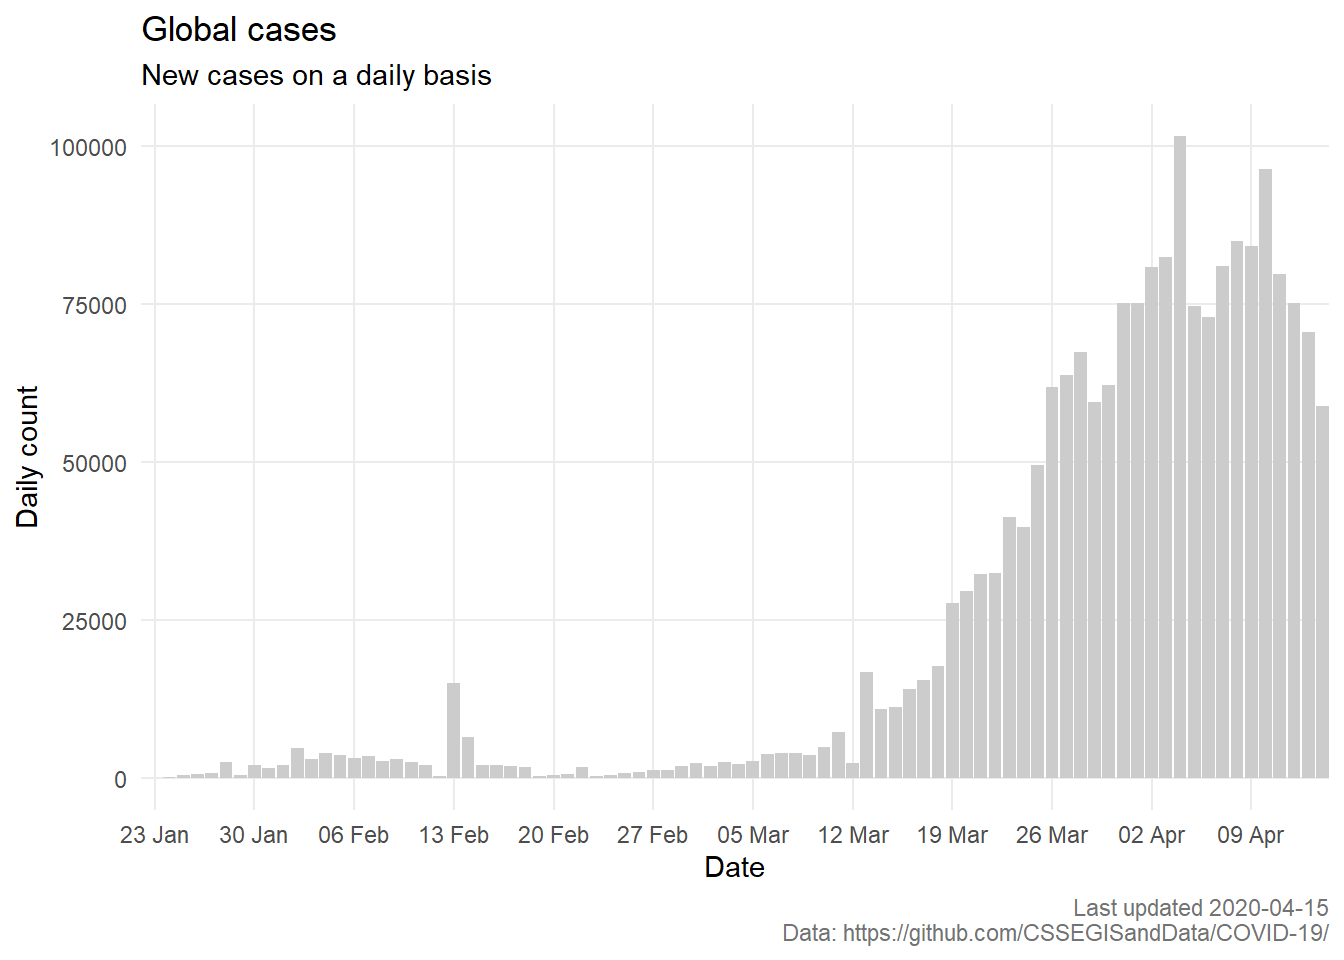 Global cases
New cases on a daily basis
100000
75000
50000
25000
0
Daily count
23 Jan 30 Jan 06 Feb 13 Feb 20 Feb 27 Feb 05 Mar 12 Mar 19 Mar 26 Mar 02 Apr 09 Apr
Date
Last updated 2020-04-15
Data: https://github.com/CSSEGISandData/COVID-19/